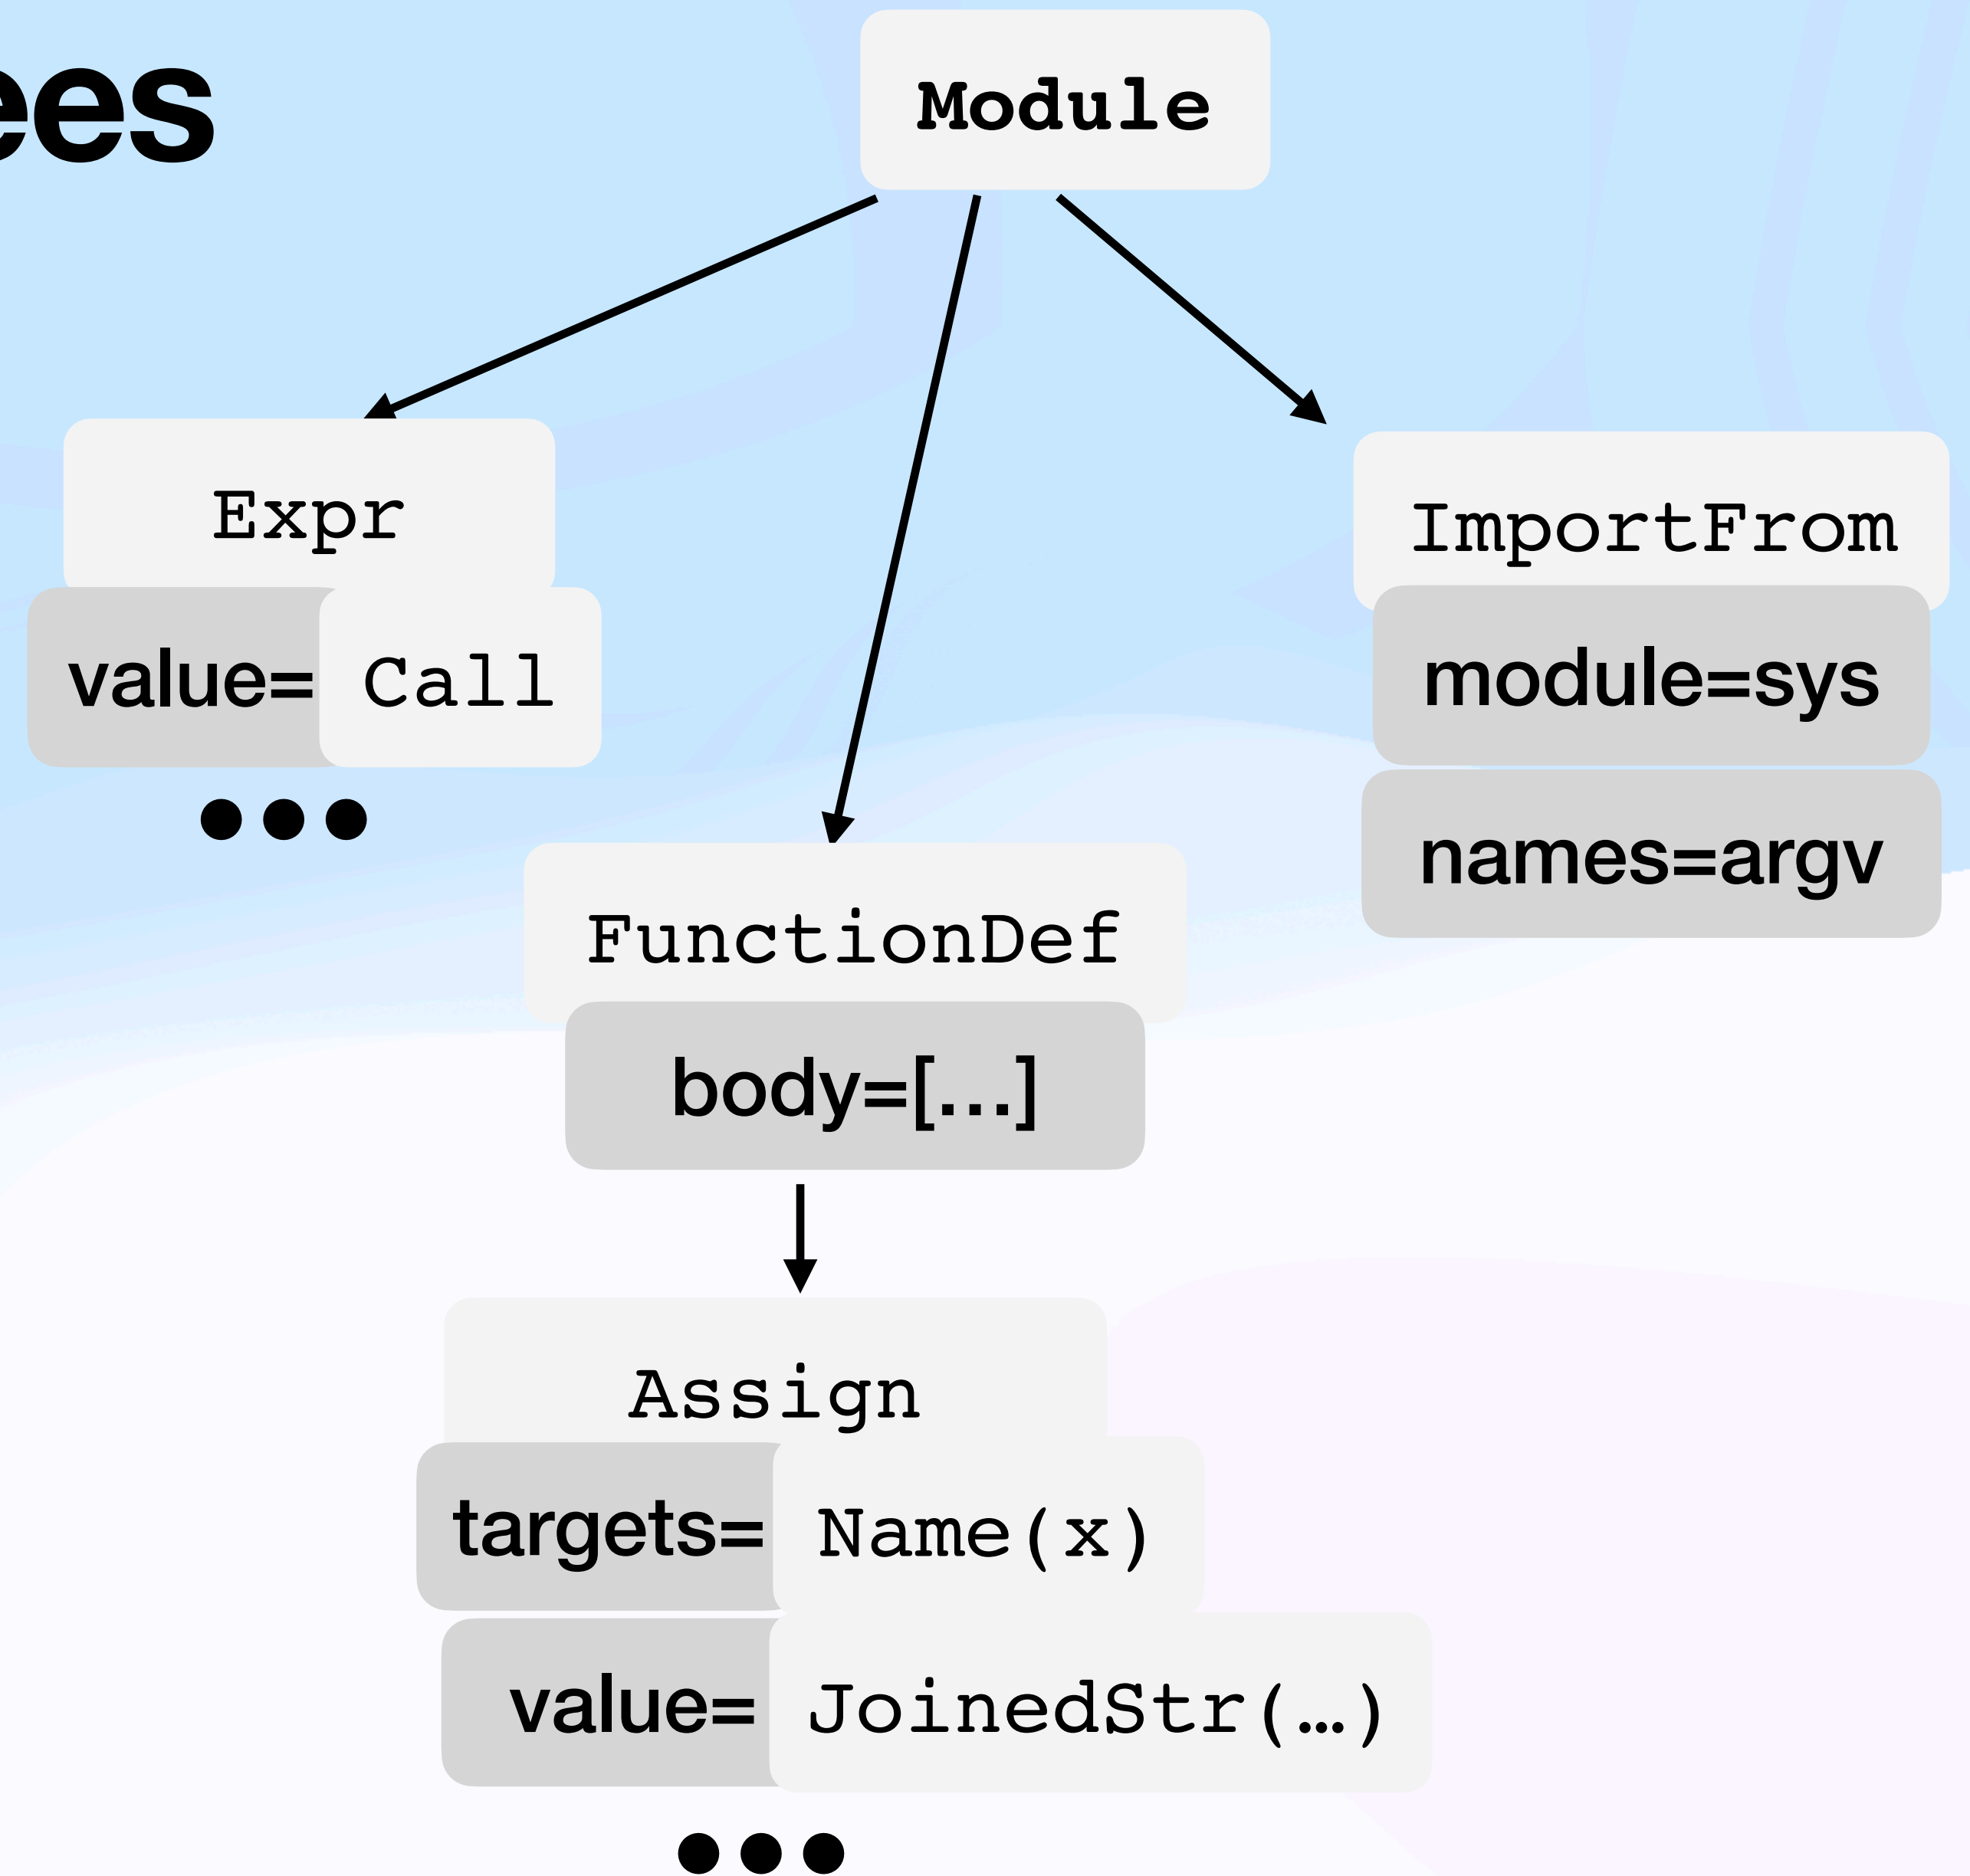 ees
Module
Expr
value= Call
•••
ImportFrom
module=sys
names=argv
FunctionDef
body=[...]
Assign
targets= Name(x)
value= JoinedStr(…)
•••